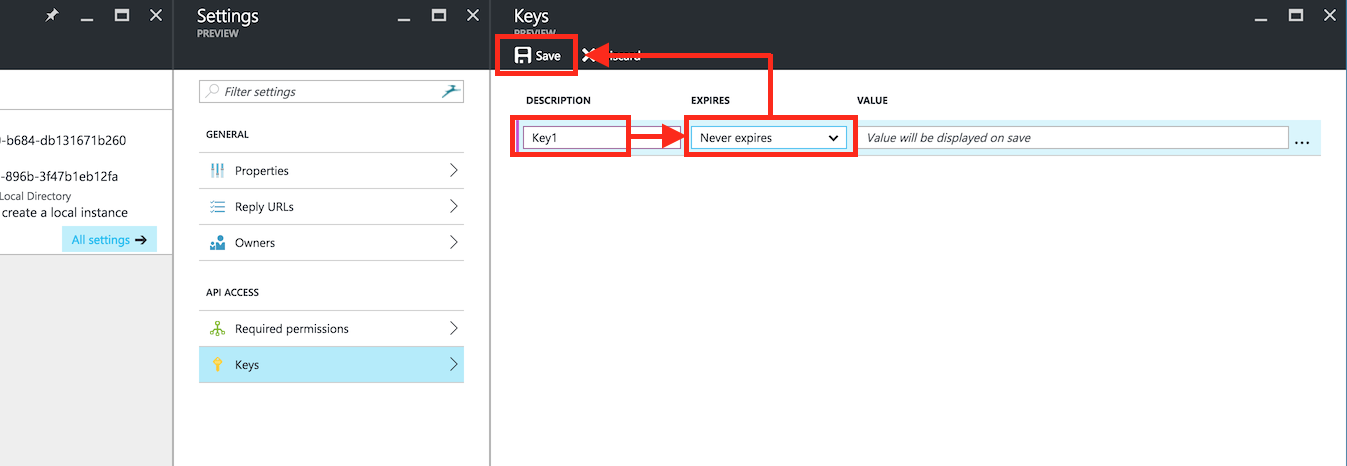 Settings
PREVIEW
Keys
PREVIEW
Save
Filter settings
GENERAL
Properties
Reply URLs
Owners
API ACCESS
Required permissions
Keys
-b684-db131671b260
-896b-3f47b1eb12fa
Local Directory
create a local instance
All settings →
DESCRIPTION EXPIRES VALUE
Key1 Never expires Value will be displayed on save ...